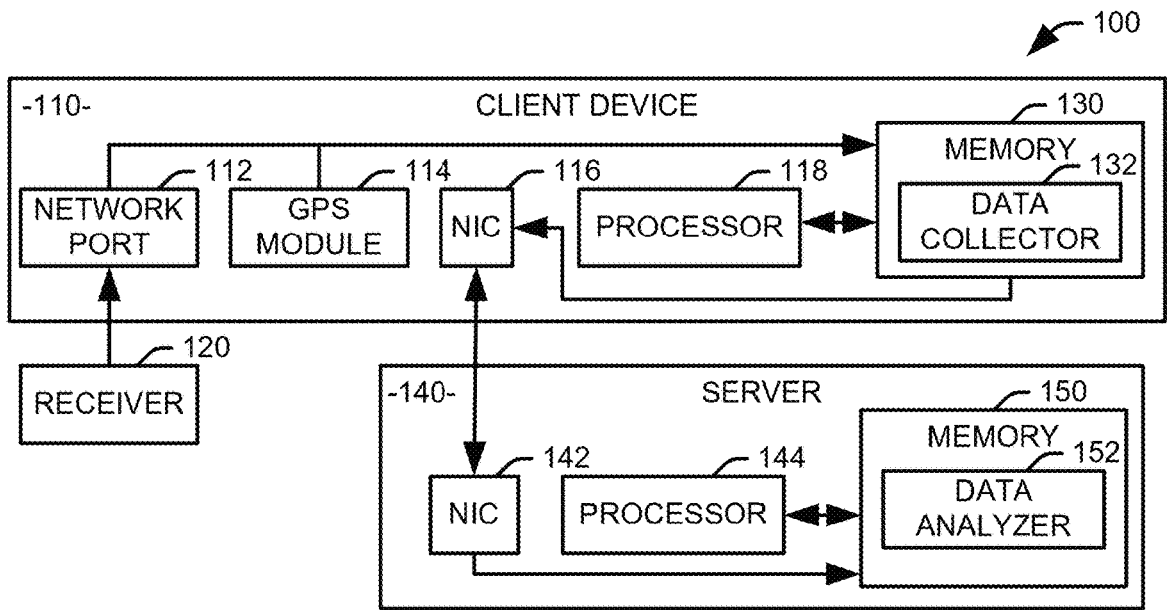 100
-110- CLIENT DEVICE
130
MEMORY
132
DATA
COLLECTOR
112
NETWORK
PORT
114
GPS
MODULE
116
NIC
118
PROCESSOR
120
RECEIVER
-140- SERVER
150
MEMORY
152
DATA
ANALYZER
142
NIC
144
PROCESSOR